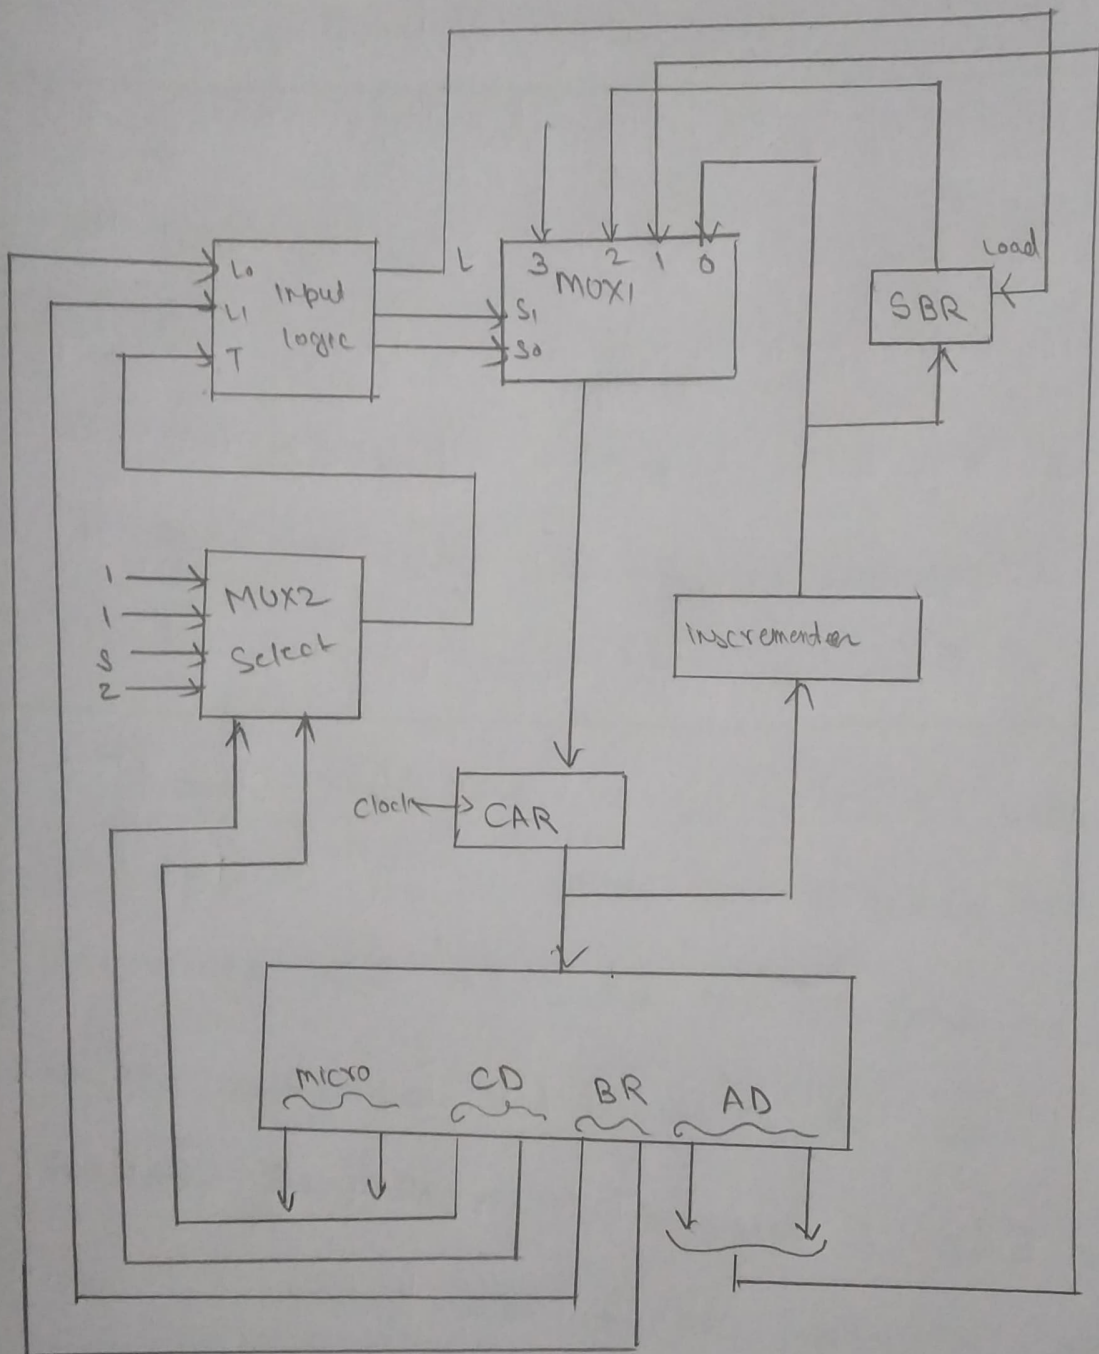 Load
L
L0
Input
logic
L1
T
3 2 1 0
MUX1
S1
S0
SBR
1
1
S
2
MUX2
Select
Inscrementer
Clock
CAR
micro
CD
BR
AD